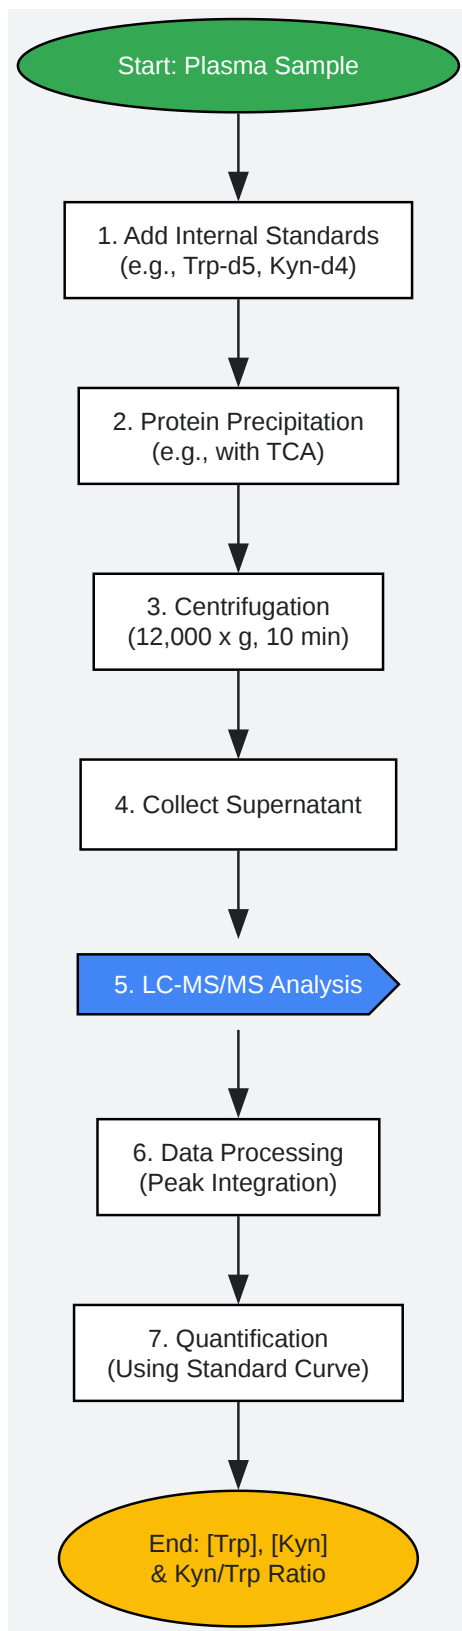 Start: Plasma Sample
1. Add Internal Standards
(e.g., Trp-d5, Kyn-d4)
2. Protein Precipitation
(e.g., with TCA)
3. Centrifugation
(12,000 x g, 10 min)
4. Collect Supernatant
5. LC-MS/MS Analysis
6. Data Processing
(Peak Integration)
7. Quantification
(Using Standard Curve)
End: [Trp], [Kyn]
& Kyn/Trp Ratio